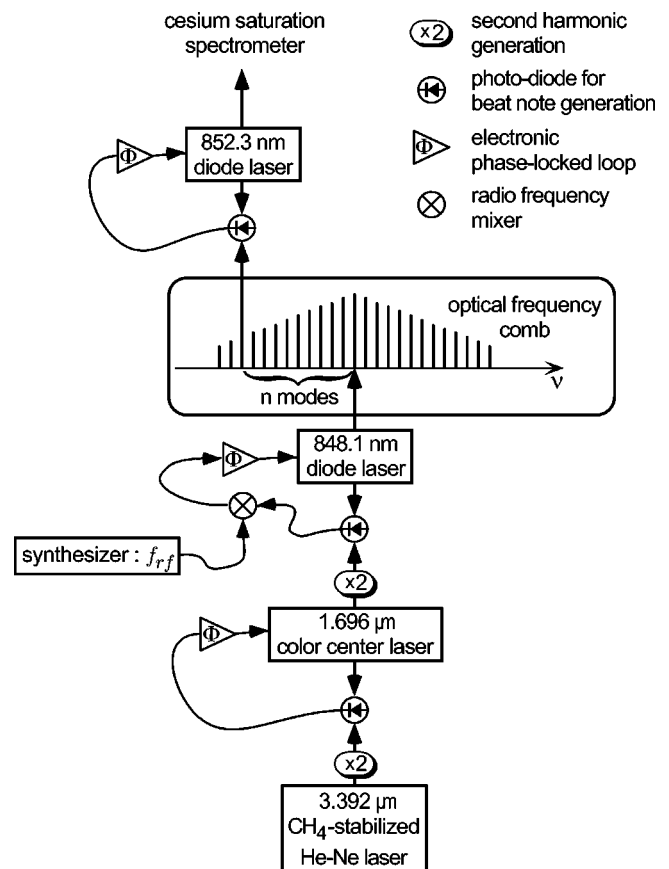 cesium saturation
spectrometer
x2
second harmonic
generation
photo-diode for
beat note generation
Φ
electronic
phase-locked loop
radio frequency
mixer
Φ
852.3 nm
diode laser
optical frequency
comb
n modes
ν
Φ
848.1 nm
diode laser
synthesizer : f_rf
x2
Φ
1.696 µm
color center laser
x2
3.392 µm
CH₄-stabilized
He-Ne laser